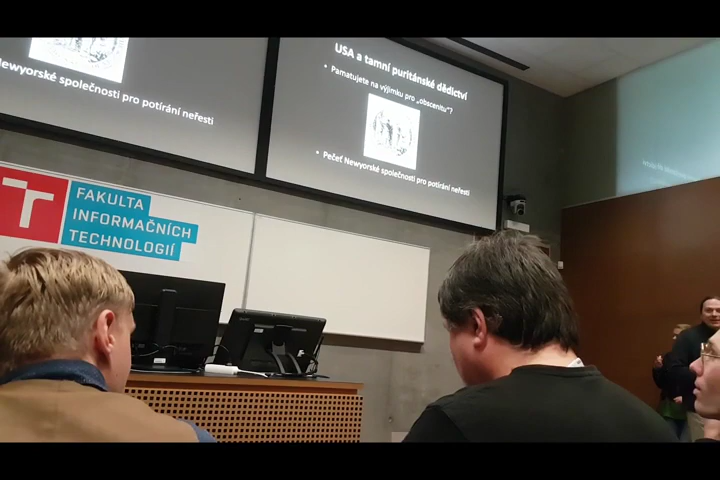 Newyorské společnosti pro potírání neřesti
USA a tamní puritánské dědictví
• Pamatujete na výjimku pro „obscenitu"?
• Pečeť Newyorské společnosti pro potírání neřesti
T
FAKULTA
INFORMAČNÍCH
TECHNOLOGIÍ